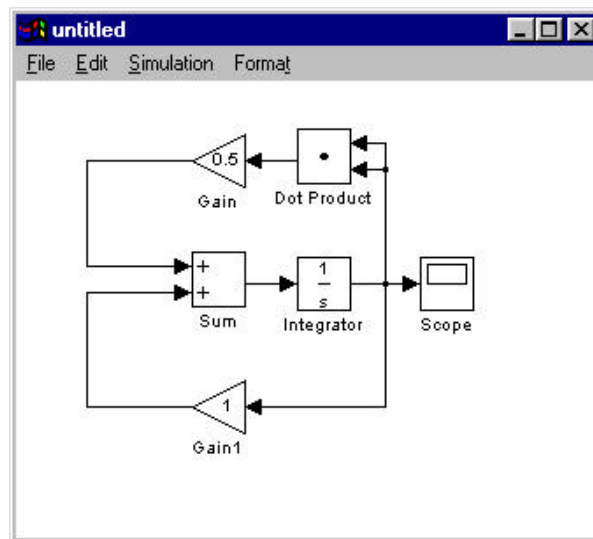 untitled
File Edit Simulation Format
0.5
Gain
Dot Product
+
+
Sum
1
s
Integrator
Scope
1
Gain1